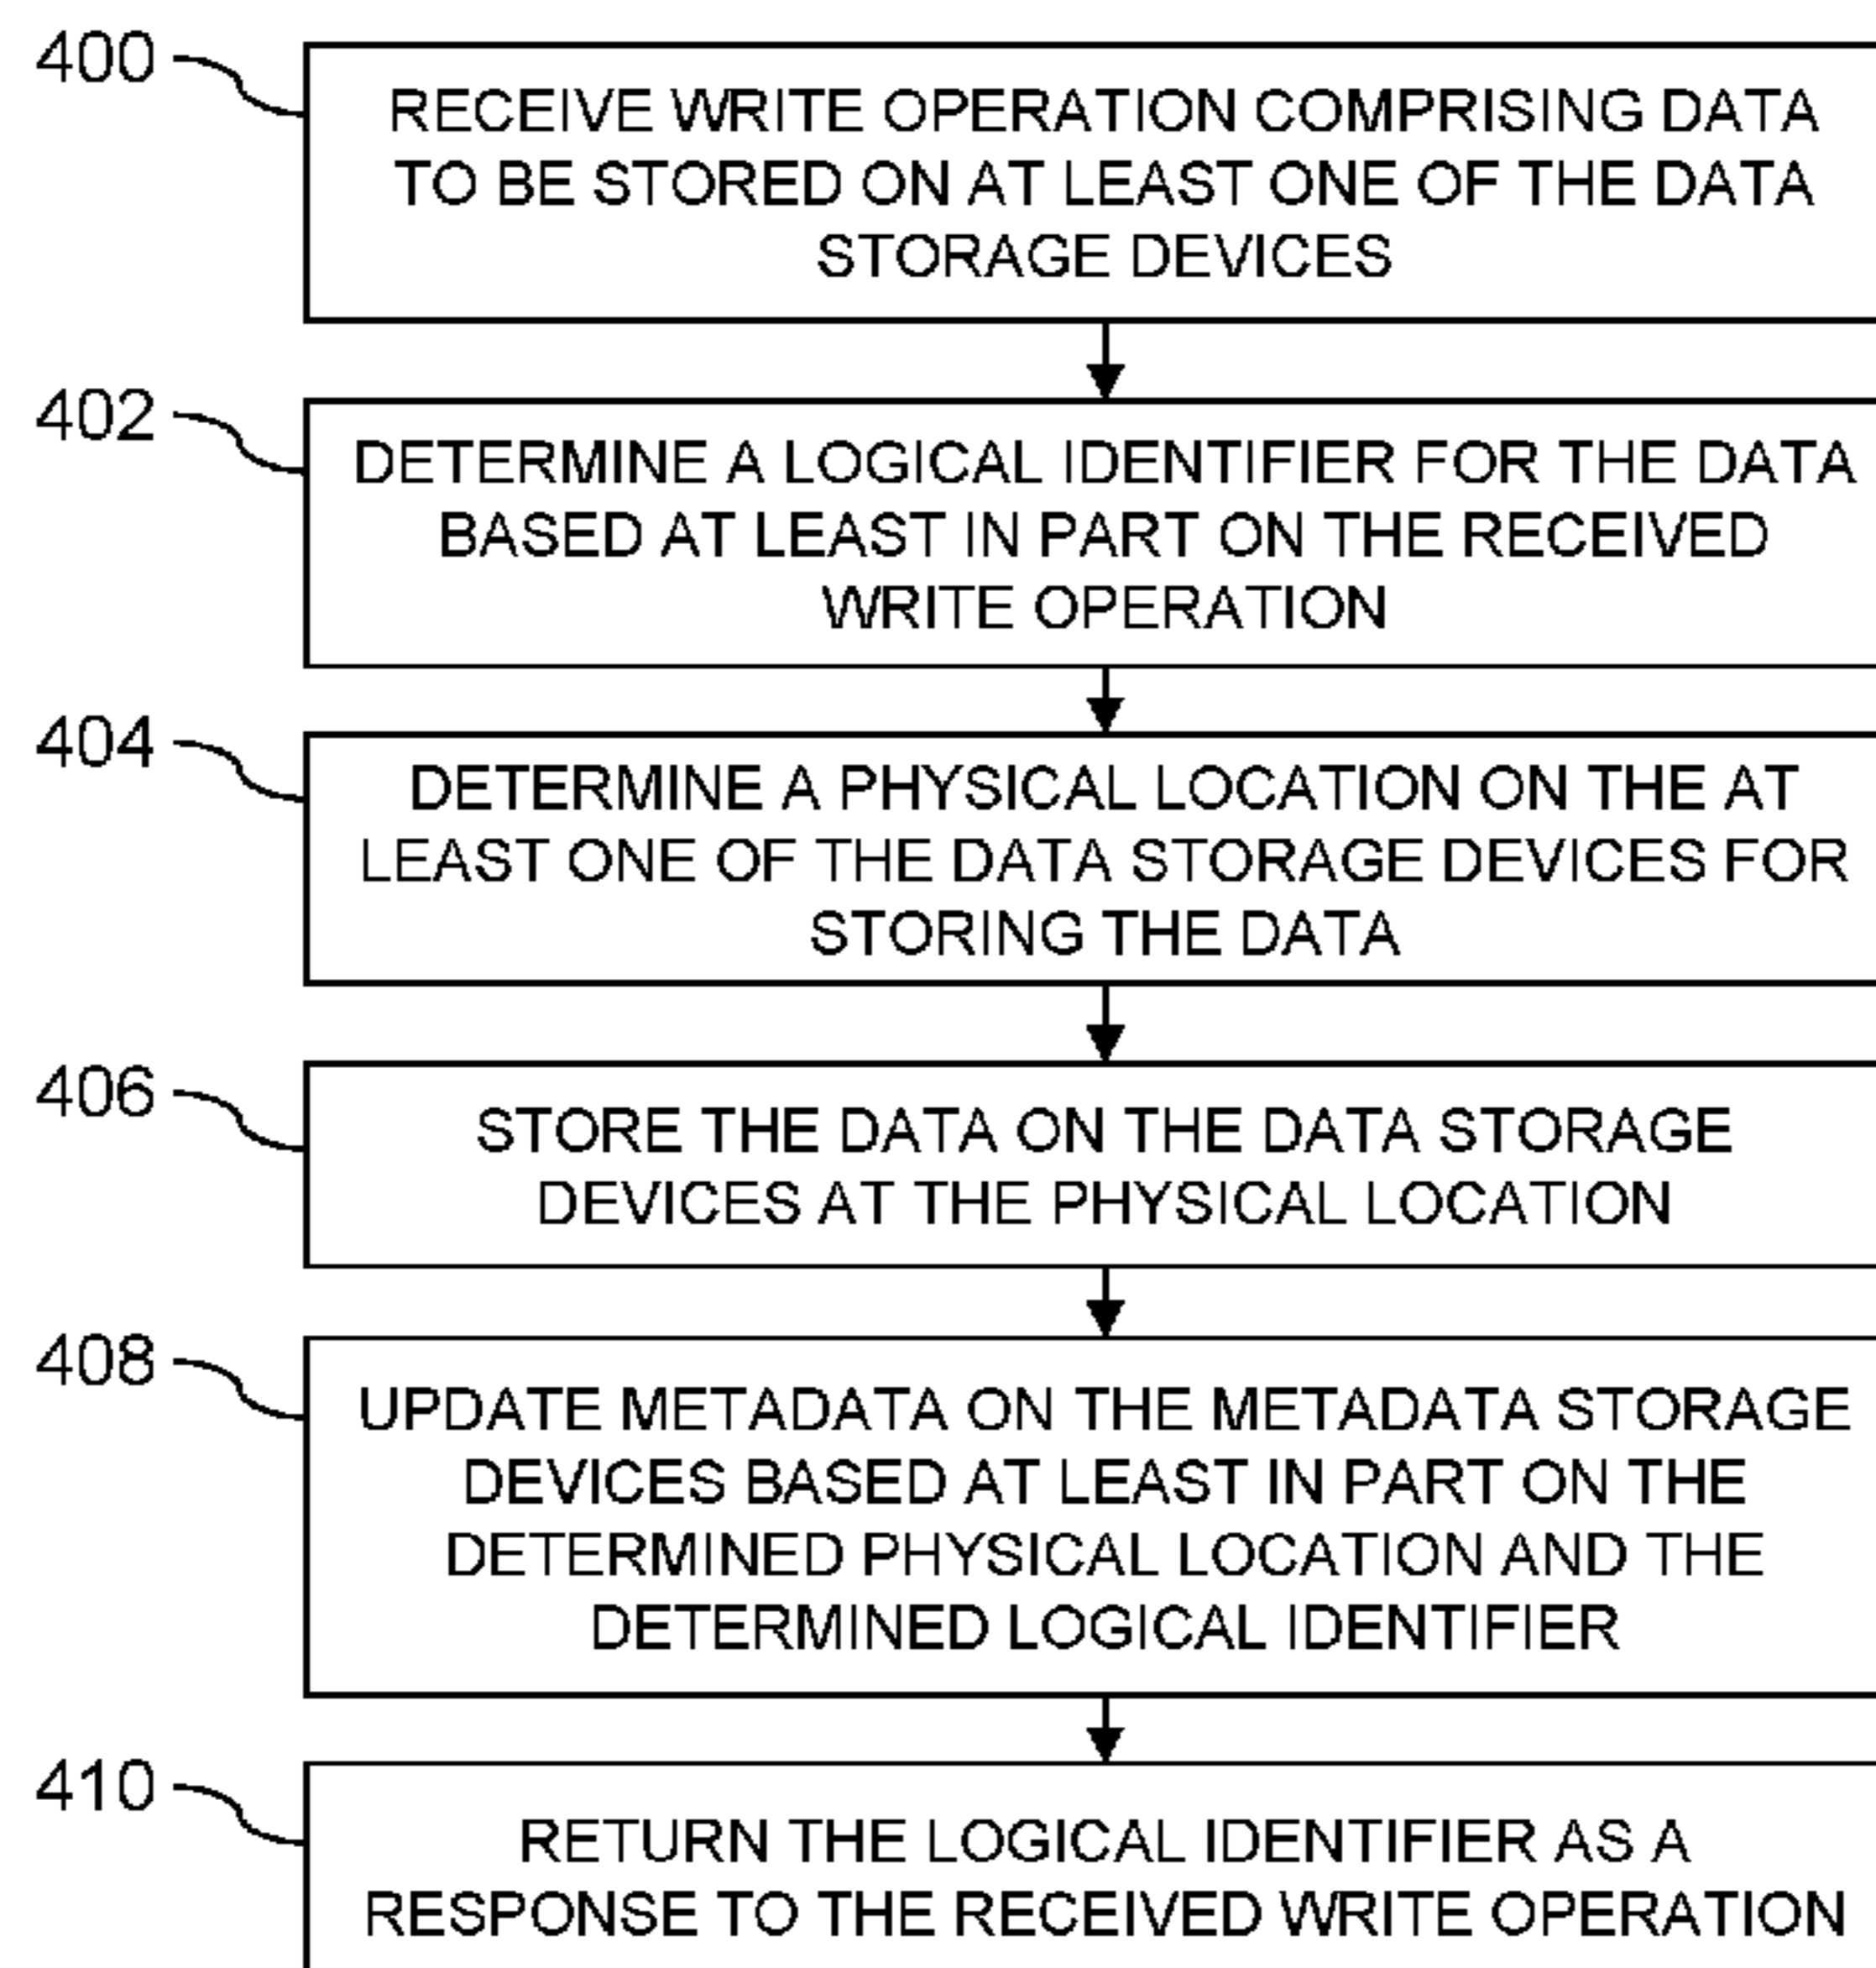 400
RECEIVE WRITE OPERATION COMPRISING DATA
TO BE STORED ON AT LEAST ONE OF THE DATA
STORAGE DEVICES
402
DETERMINE A LOGICAL IDENTIFIER FOR THE DATA
BASED AT LEAST IN PART ON THE RECEIVED
WRITE OPERATION
404
DETERMINE A PHYSICAL LOCATION ON THE AT
LEAST ONE OF THE DATA STORAGE DEVICES FOR
STORING THE DATA
406
STORE THE DATA ON THE DATA STORAGE
DEVICES AT THE PHYSICAL LOCATION
408
UPDATE METADATA ON THE METADATA STORAGE
DEVICES BASED AT LEAST IN PART ON THE
DETERMINED PHYSICAL LOCATION AND THE
DETERMINED LOGICAL IDENTIFIER
410
RETURN THE LOGICAL IDENTIFIER AS A
RESPONSE TO THE RECEIVED WRITE OPERATION